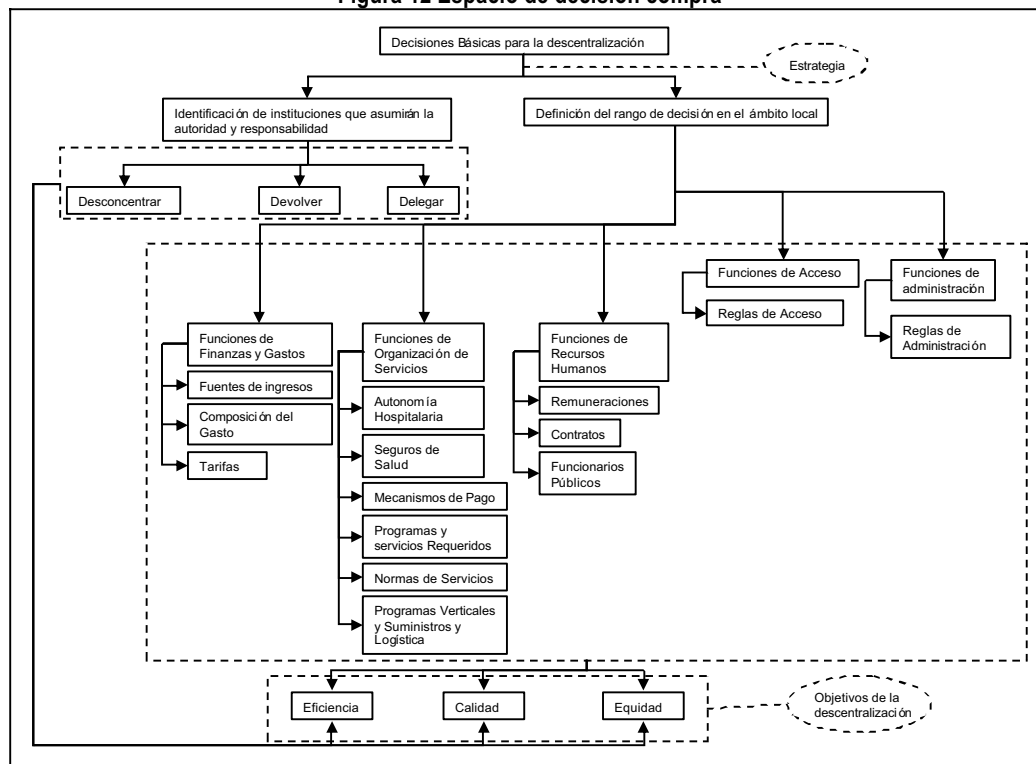 Figura 12 Espacio de decisión compra
Decisiones Básicas para la descentralización
Estrategia
Identificación de instituciones que asumirán la
autoridad y responsabilidad
Definición del rango de decisión en el ámbito local
Desconcentrar
Devolver
Delegar
Funciones de Acceso
Reglas de Acceso
Funciones de
administración
Reglas de
Administración
Funciones de
Finanzas y Gastos
Fuentes de ingresos
Composición del
Gasto
Tarifas
Funciones de
Organización de
Servicios
Autonomía
Hospitalaria
Seguros de
Salud
Mecanismos de Pago
Programas y
servicios Requeridos
Normas de Servicios
Programas Verticales
y Suministros y
Logística
Funciones de
Recursos
Humanos
Remuneraciones
Contratos
Funcionarios
Públicos
Eficiencia
Calidad
Equidad
Objetivos de la
descentralización